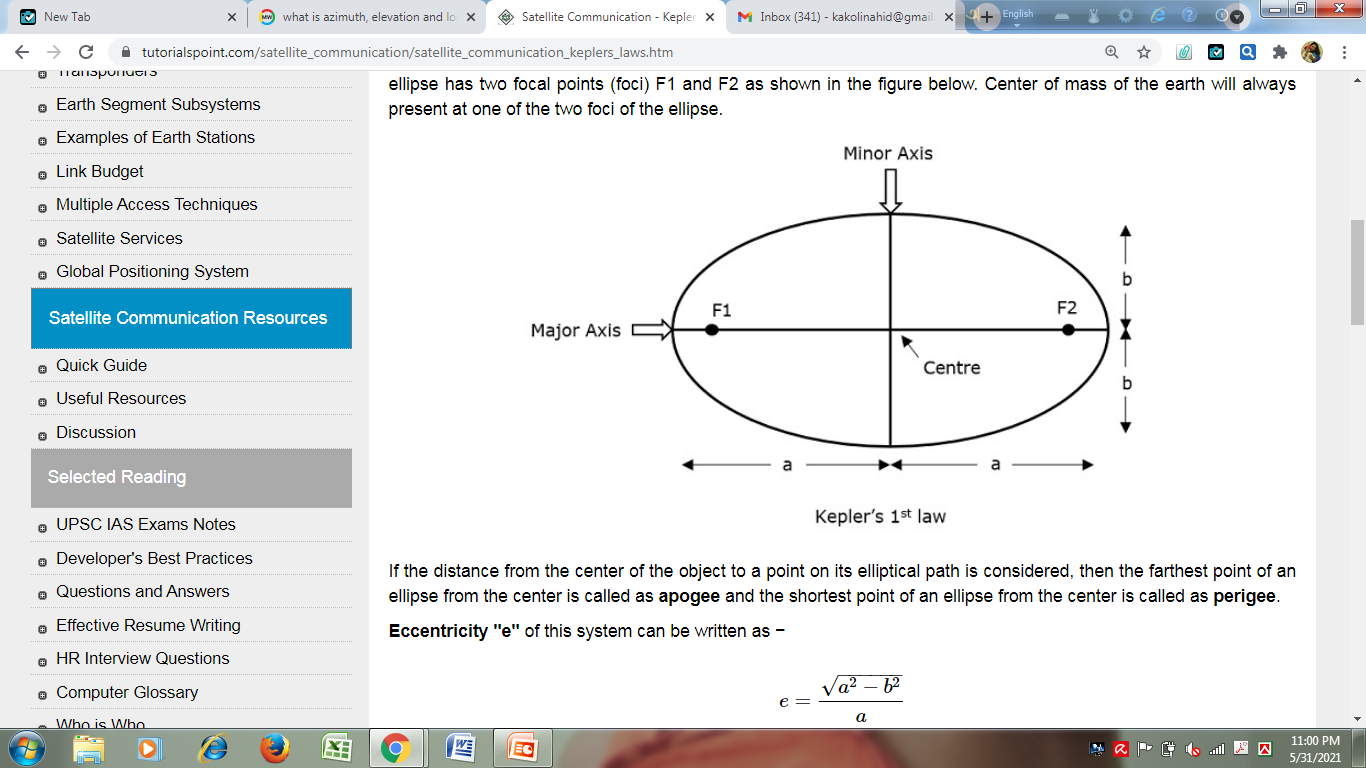 New Tab
what is azimuth, elevation and lo
Satellite Communication - Kepler
Inbox (341) - kakolinahid@gmail.
English
tutorialspoint.com/satellite_communication/satellite_communication_keplers_laws.htm
Transponders
Earth Segment Subsystems
Examples of Earth Stations
Link Budget
Multiple Access Techniques
Satellite Services
Global Positioning System
Satellite Communication Resources
Quick Guide
Useful Resources
Discussion
Selected Reading
UPSC IAS Exams Notes
Developer's Best Practices
Questions and Answers
Effective Resume Writing
HR Interview Questions
Computer Glossary
Who is Who
ellipse has two focal points (foci) F1 and F2 as shown in the figure below. Center of mass of the earth will always
present at one of the two foci of the ellipse.
Minor Axis
F1
F2
b
Major Axis
Centre
b
a
a
Kepler's 1st law
If the distance from the center of the object to a point on its elliptical path is considered, then the farthest point of an
ellipse from the center is called as apogee and the shortest point of an ellipse from the center is called as perigee.
Eccentricity "e" of this system can be written as −
e = √a² − b² / a
11:00 PM
5/31/2021